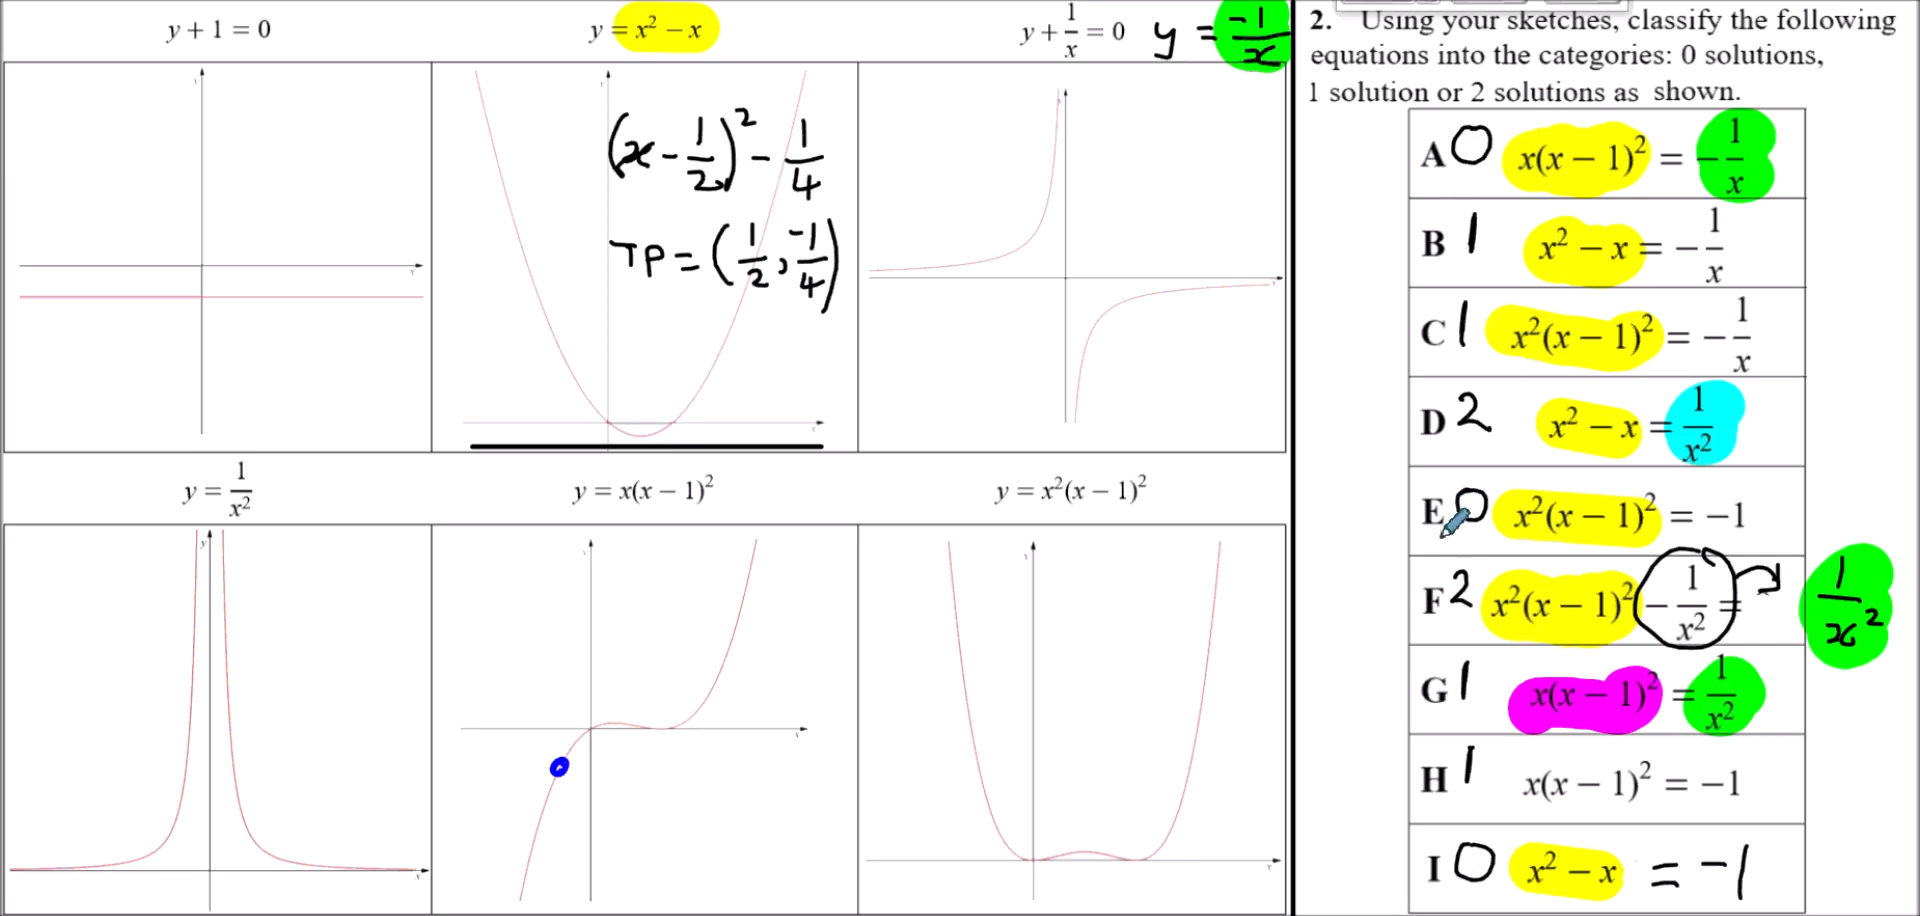 y + 1 = 0
y = x² − x
y + 1/x = 0 y = −1/x
(x − 1/2)² − 1/4
TP = (1/2, −1/4)
y = 1/x²
y = x(x − 1)²
y = x²(x − 1)²
y
2. Using your sketches, classify the following
equations into the categories: 0 solutions,
1 solution or 2 solutions as shown.
A 0 x(x − 1)² = −1/x
B 1 x² − x = −1/x
C 1 x²(x − 1)² = −1/x
D 2 x² − x = 1/x²
E 0 x²(x − 1)² = −1
F 2 x²(x − 1)² − 1/x² = 1/x²
G 1 x(x − 1)² = 1/x²
H 1 x(x − 1)² = −1
I 0 x² − x = −1